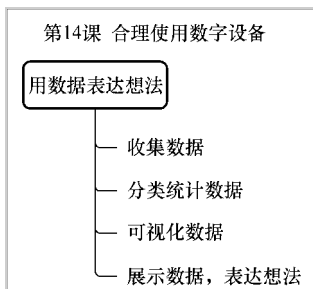 第14课 合理使用数字设备
用数据表达想法
收集数据
分类统计数据
可视化数据
展示数据，表达想法